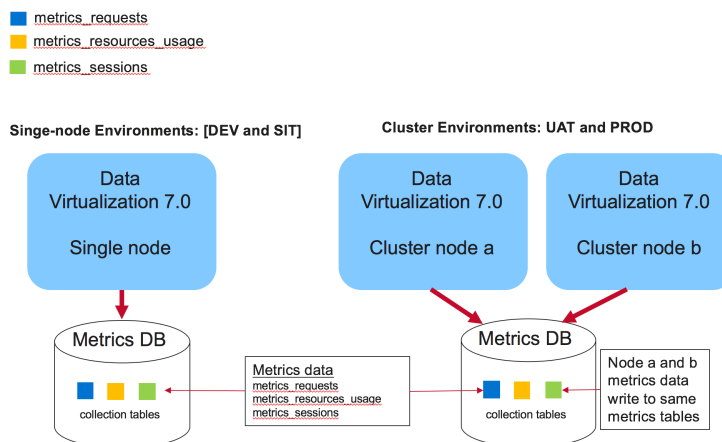 metrics_requests
metrics_resources_usage
metrics_sessions
Singe-node Environments: [DEV and SIT]
Cluster Environments: UAT and PROD
Data
Virtualization 7.0
Single node
Data
Virtualization 7.0
Cluster node a
Data
Virtualization 7.0
Cluster node b
Metrics DB
collection tables
Metrics data
metrics_requests
metrics_resources_usage
metrics_sessions
Metrics DB
collection tables
Node a and b
metrics data
write to same
metrics tables